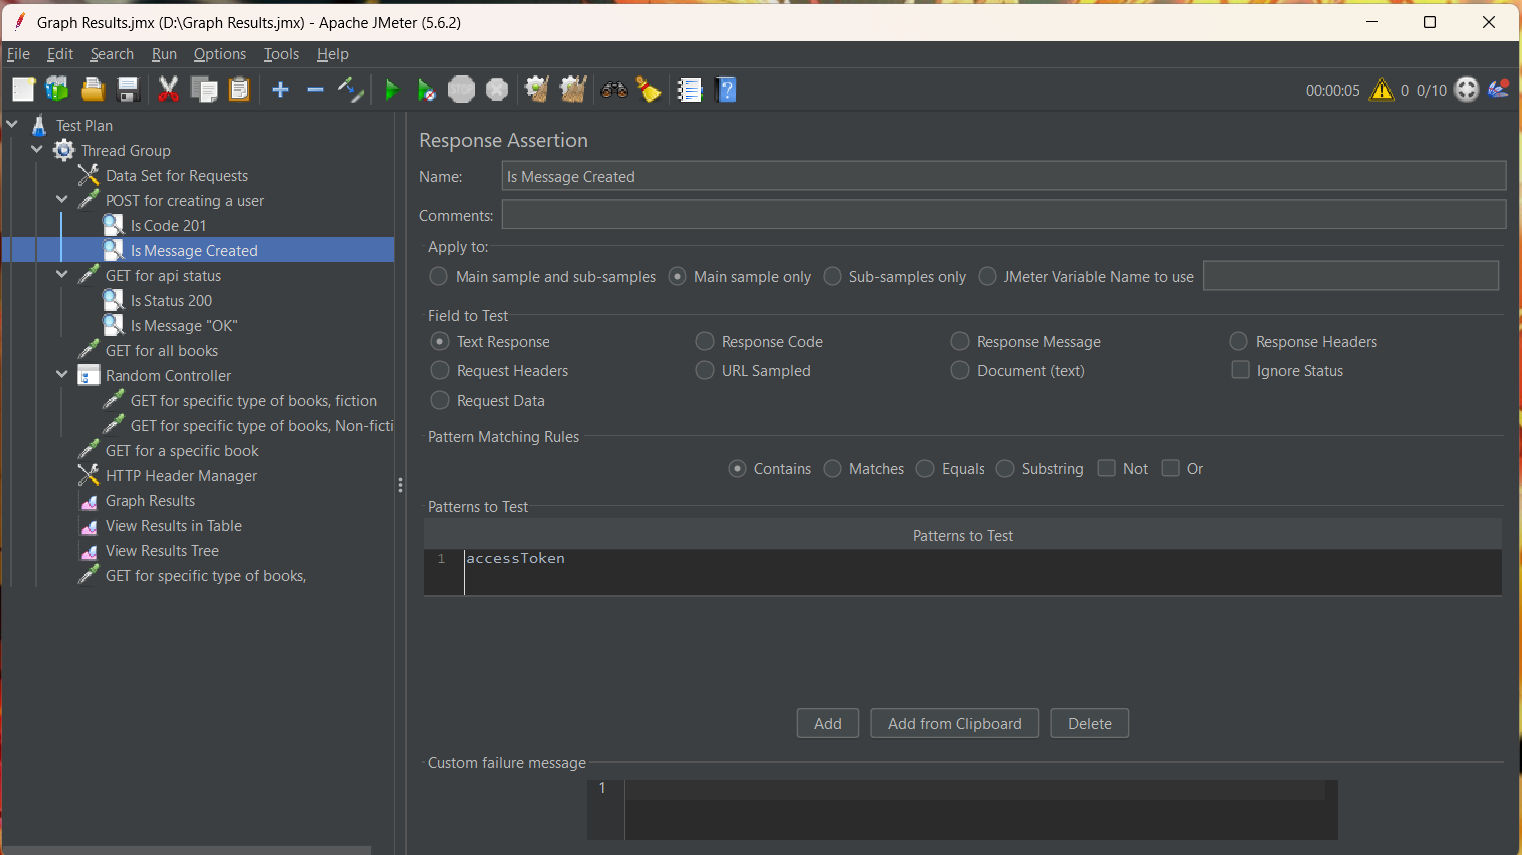 Graph Results.jmx (D:\Graph Results.jmx) - Apache JMeter (5.6.2)
File Edit Search Run Options Tools Help
STOP 00:00:05 0 0/10
Test Plan
Thread Group
Data Set for Requests
POST for creating a user
Is Code 201
Is Message Created
GET for api status
Is Status 200
Is Message "OK"
GET for all books
Random Controller
GET for specific type of books, fiction
GET for specific type of books, Non-ficti
GET for a specific book
HTTP Header Manager
Graph Results
View Results in Table
View Results Tree
GET for specific type of books,
Response Assertion
Name: Is Message Created
Comments:
Apply to:
Main sample and sub-samples Main sample only Sub-samples only JMeter Variable Name to use
Field to Test
Text Response Response Code Response Message Response Headers
Request Headers URL Sampled Document (text) Ignore Status
Request Data
Pattern Matching Rules
Contains Matches Equals Substring Not Or
Patterns to Test
Patterns to Test
1 accessToken
Add Add from Clipboard Delete
Custom failure message
1